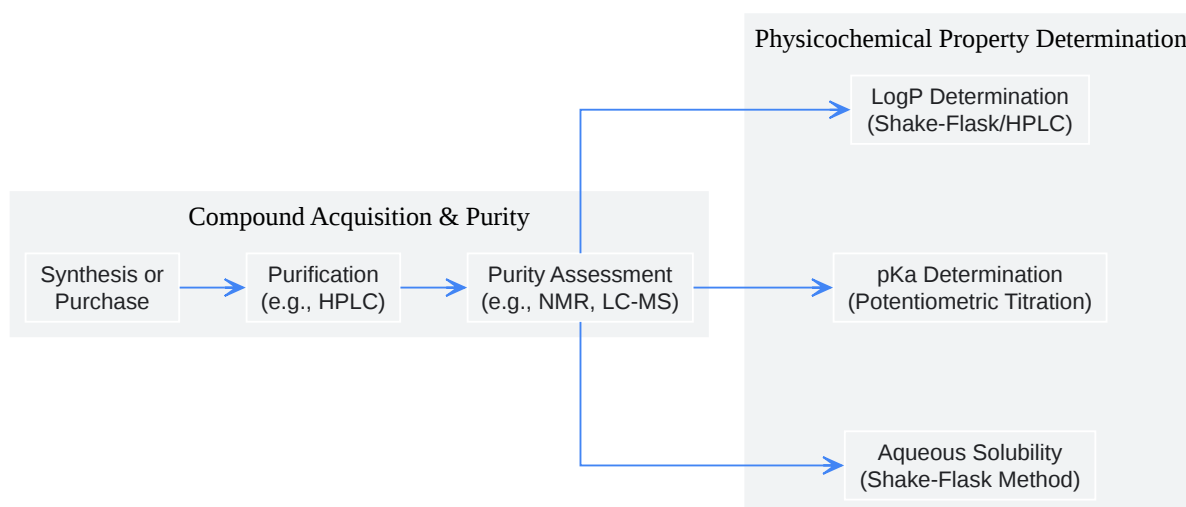 Physicochemical Property Determination
LogP Determination
(Shake-Flask/HPLC)
Compound Acquisition & Purity
Synthesis or
Purchase
Purification
(e.g., HPLC)
Purity Assessment
(e.g., NMR, LC-MS)
pKa Determination
(Potentiometric Titration)
Aqueous Solubility
(Shake-Flask Method)